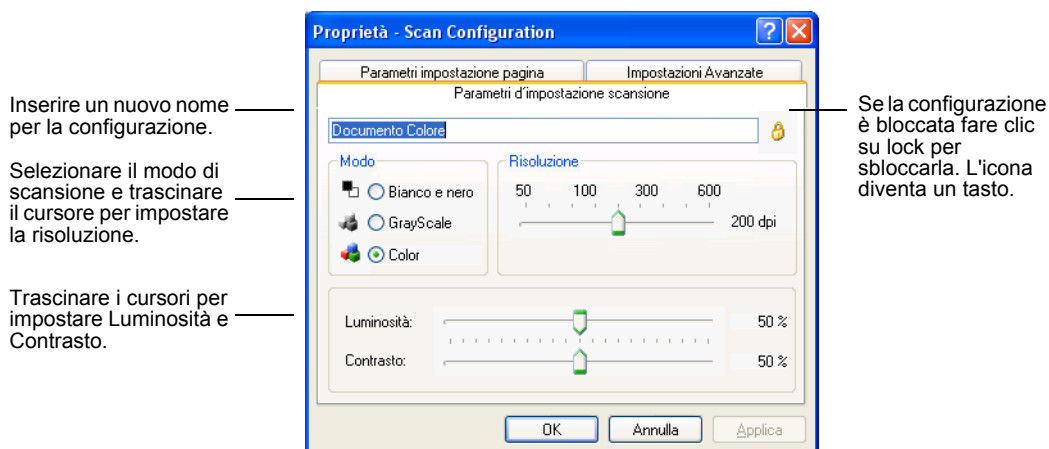 Proprietà - Scan Configuration
Parametri impostazione pagina
Impostazioni Avanzate
Parametri d'impostazione scansione
Inserire un nuovo nome
per la configurazione.
Documento Colore
Se la configurazione
è bloccata fare clic
su lock per
sbloccarla. L'icona
diventa un tasto.
Selezionare il modo di
scansione e trascinare
il cursore per impostare
la risoluzione.
Modo
Bianco e nero
GrayScale
Color
Risoluzione
50 100 300 600
200 dpi
Trascinare i cursori per
impostare Luminosità e
Contrasto.
Luminosità:
50 %
Contrasto:
50 %
OK
Annulla
Applica